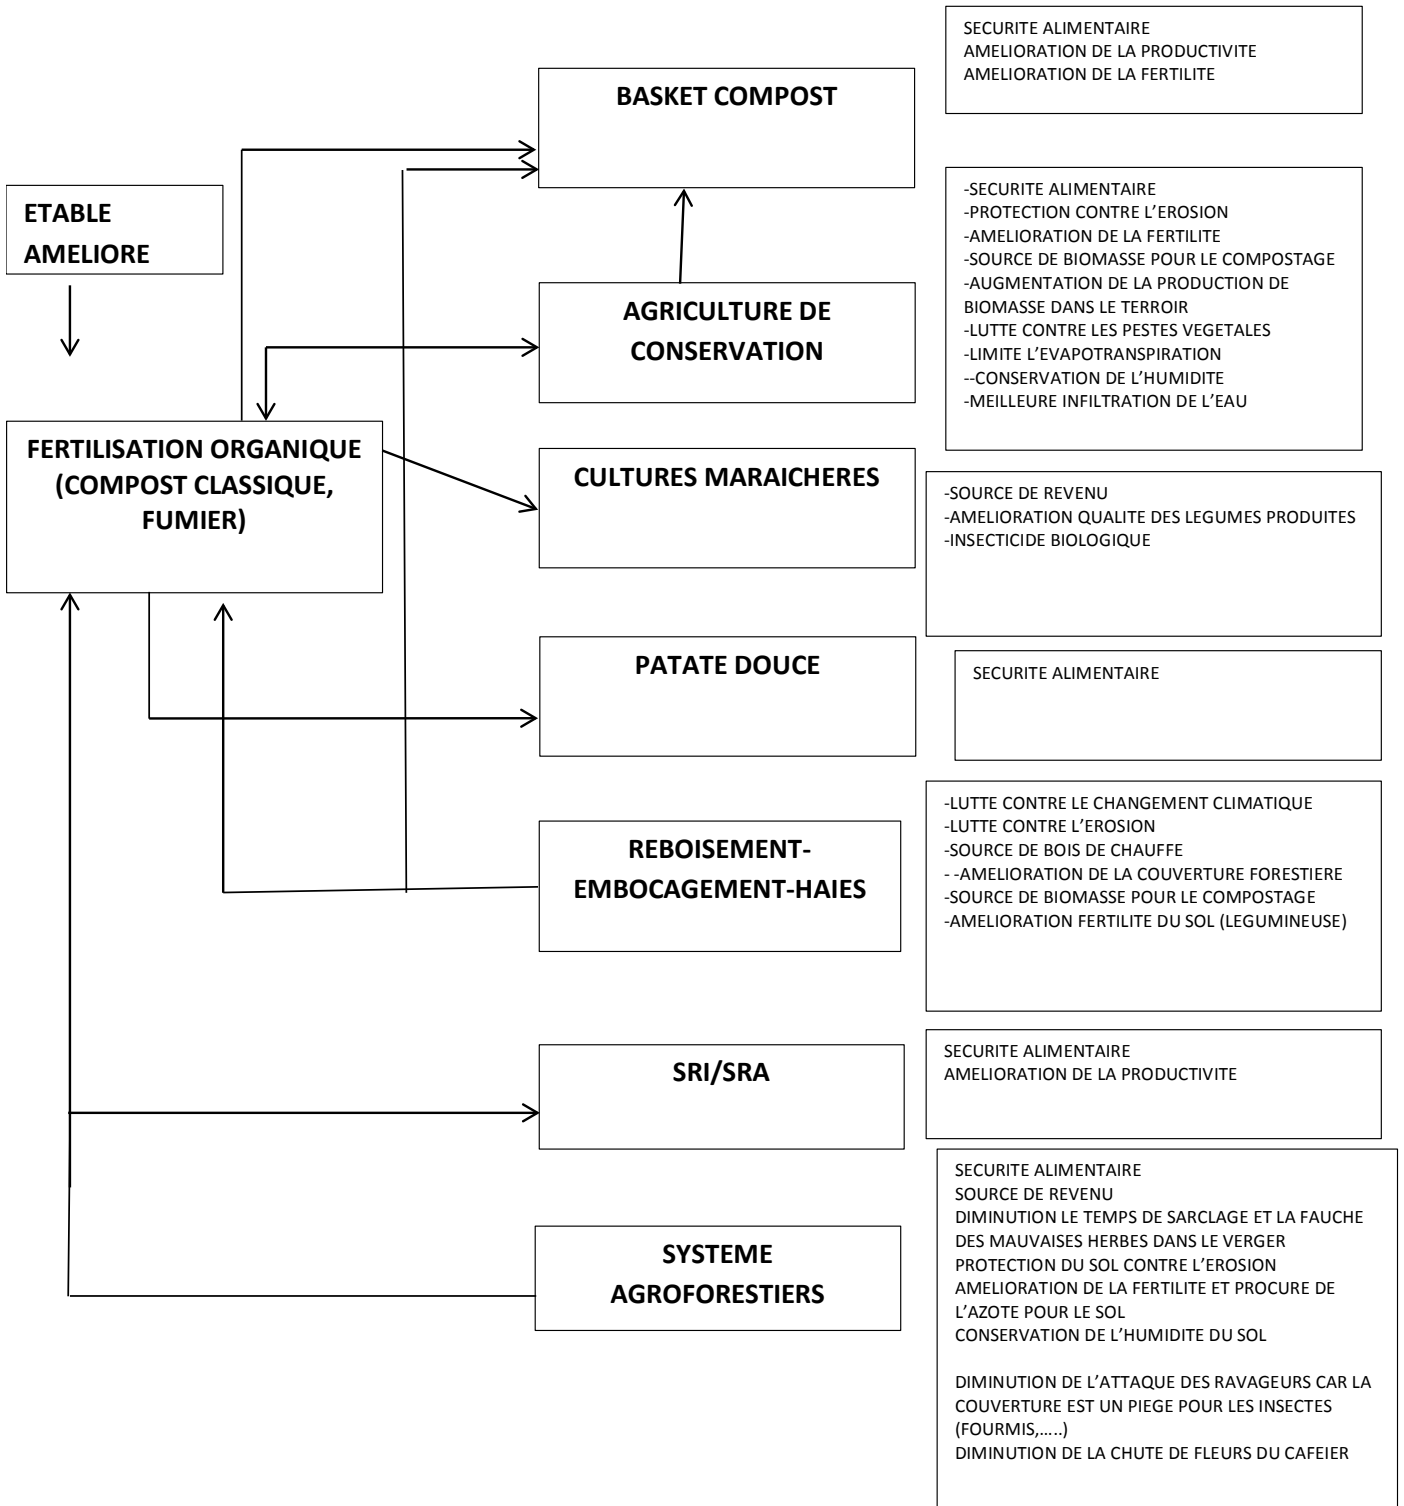 SECURITE ALIMENTAIRE
AMELIORATION DE LA PRODUCTIVITE
AMELIORATION DE LA FERTILITE
BASKET COMPOST
ETABLE
AMELIORE
-SECURITE ALIMENTAIRE
-PROTECTION CONTRE L’EROSION
-AMELIORATION DE LA FERTILITE
-SOURCE DE BIOMASSE POUR LE COMPOSTAGE
-AUGMENTATION DE LA PRODUCTION DE
BIOMASSE DANS LE TERROIR
-LUTTE CONTRE LES PESTES VEGETALES
-LIMITE L’EVAPOTRANSPIRATION
--CONSERVATION DE L’HUMIDITE
-MEILLEURE INFILTRATION DE L’EAU
AGRICULTURE DE
CONSERVATION
FERTILISATION ORGANIQUE
(COMPOST CLASSIQUE,
FUMIER)
CULTURES MARAICHERES
-SOURCE DE REVENU
-AMELIORATION QUALITE DES LEGUMES PRODUITES
-INSECTICIDE BIOLOGIQUE
PATATE DOUCE
SECURITE ALIMENTAIRE
REBOISEMENT-
EMBOCAGEMENT-HAIES
-LUTTE CONTRE LE CHANGEMENT CLIMATIQUE
-LUTTE CONTRE L’EROSION
-SOURCE DE BOIS DE CHAUFFE
- -AMELIORATION DE LA COUVERTURE FORESTIERE
-SOURCE DE BIOMASSE POUR LE COMPOSTAGE
-AMELIORATION FERTILITE DU SOL (LEGUMINEUSE)
SRI/SRA
SECURITE ALIMENTAIRE
AMELIORATION DE LA PRODUCTIVITE
SYSTEME
AGROFORESTIERS
SECURITE ALIMENTAIRE
SOURCE DE REVENU
DIMINUTION LE TEMPS DE SARCLAGE ET LA FAUCHE
DES MAUVAISES HERBES DANS LE VERGER
PROTECTION DU SOL CONTRE L’EROSION
AMELIORATION DE LA FERTILITE ET PROCURE DE
L’AZOTE POUR LE SOL
CONSERVATION DE L’HUMIDITE DU SOL
DIMINUTION DE L’ATTAQUE DES RAVAGEURS CAR LA
COUVERTURE EST UN PIEGE POUR LES INSECTES
(FOURMIS,…..)
DIMINUTION DE LA CHUTE DE FLEURS DU CAFEIER